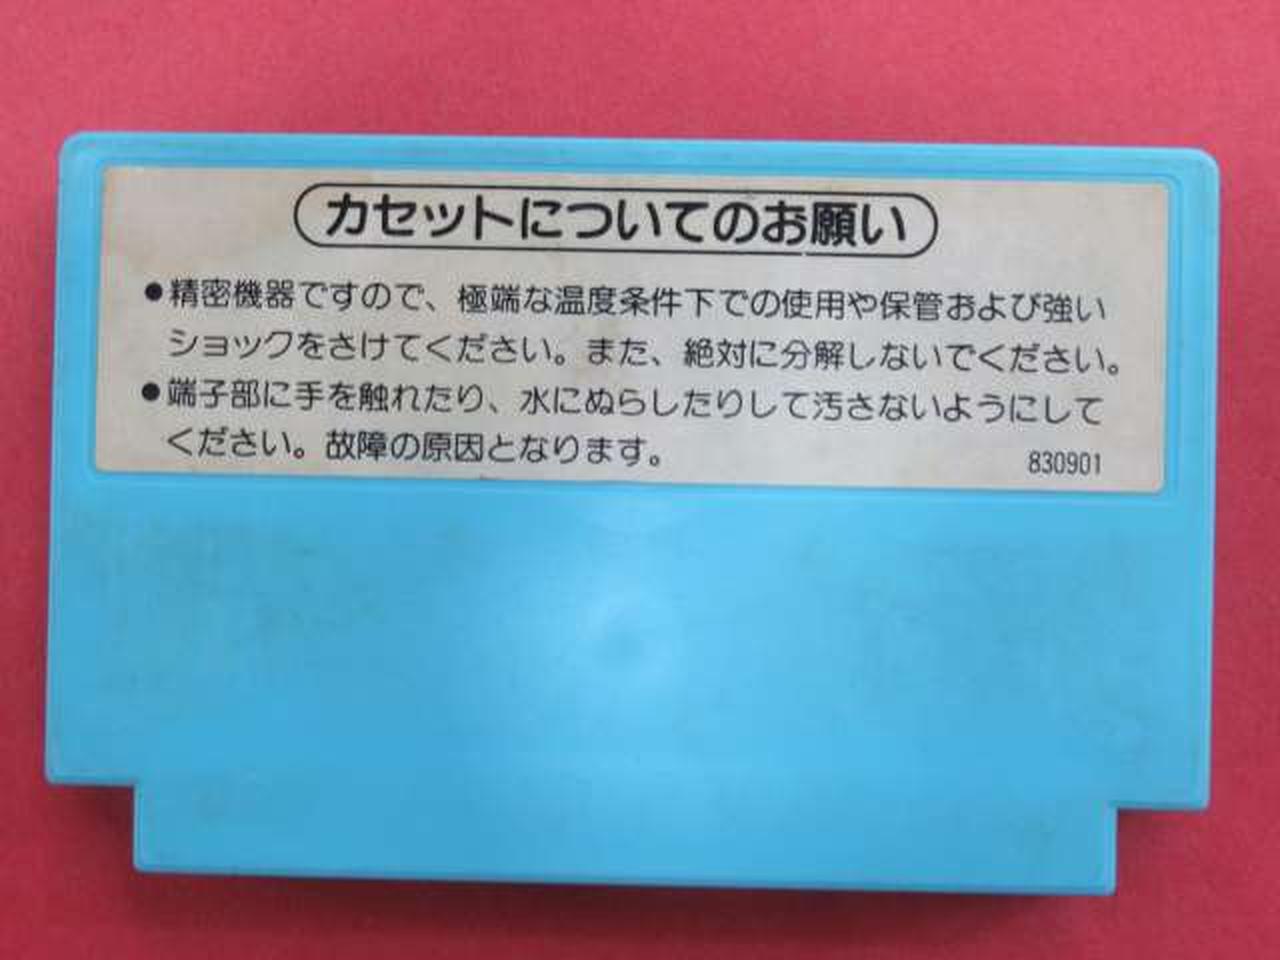 カセットについてのお願い
●精密機器ですので、極端な温度条件下での使用や保管および強い
ショックをさけてください。また、絶対に分解しないでください。
●端子部に手を触れたり、水にぬらしたりして汚さないようにして
ください。故障の原因となります。
830901